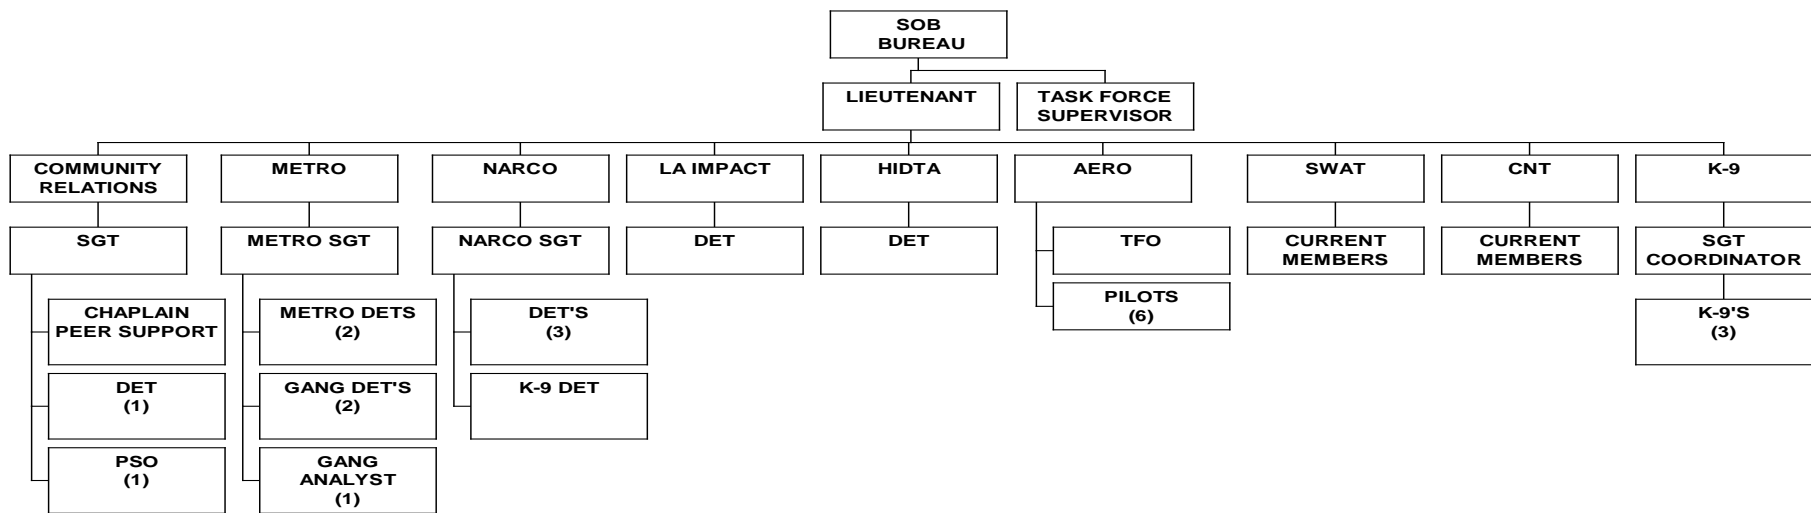 SOB
BUREAU
LIEUTENANT
TASK FORCE
SUPERVISOR
COMMUNITY
RELATIONS
METRO
NARCO
LA IMPACT
HIDTA
AERO
SWAT
CNT
K-9
SGT
METRO SGT
NARCO SGT
DET
DET
TFO
CURRENT
MEMBERS
CURRENT
MEMBERS
SGT
COORDINATOR
CHAPLAIN
PEER SUPPORT
METRO DETS
(2)
DET'S
(3)
PILOTS
(6)
K-9'S
(3)
DET
(1)
GANG DET'S
(2)
K-9 DET
PSO
(1)
GANG
ANALYST
(1)